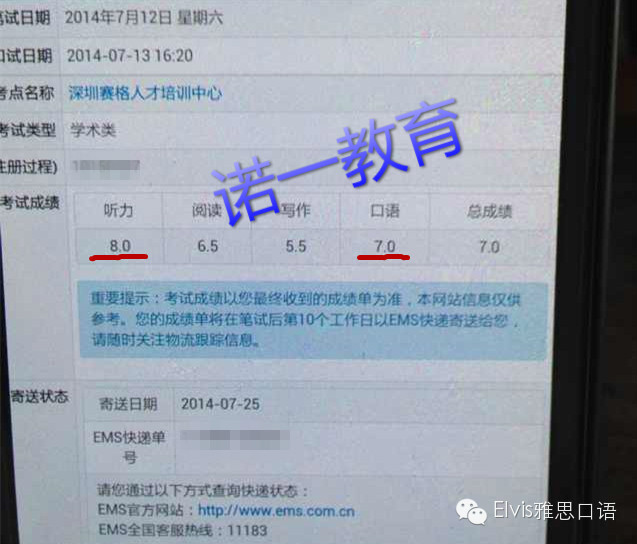 笔试日期 2014年7月12日 星期六
口试日期 2014-07-13 16:20
考点名称 深圳赛格人才培训中心
考试类型 学术类
注册过程)
诺一教育
考试成绩 听力 阅读 写作 口语 总成绩
8.0 6.5 5.5 7.0 7.0
重要提示：考试成绩以您最终收到的成绩单为准，本网站信息仅供
参考。您的成绩单将在笔试后第10个工作日以EMS快递寄送给您，
请随时关注物流跟踪信息。
寄送状态 寄送日期 2014-07-25
EMS快递单
号
请您通过以下方式查询快递状态：
EMS官方网站：http://www.ems.com.cn
EMS全国客服热线：11183
Elvis雅思口语